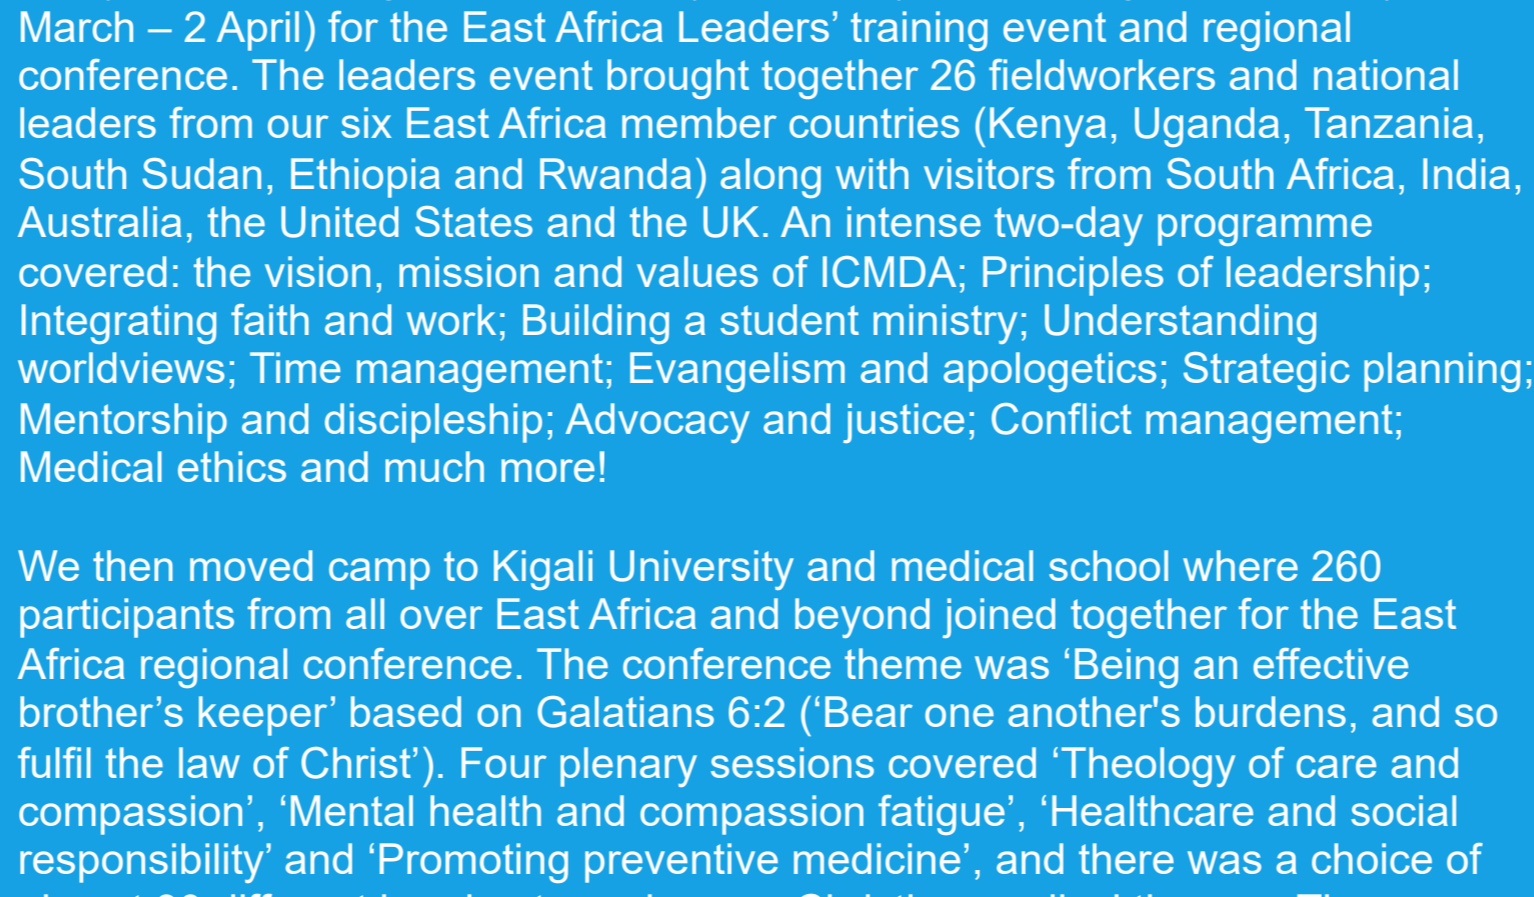 March – 2 April) for the East Africa Leaders’ training event and regional
conference. The leaders event brought together 26 fieldworkers and national
leaders from our six East Africa member countries (Kenya, Uganda, Tanzania,
South Sudan, Ethiopia and Rwanda) along with visitors from South Africa, India,
Australia, the United States and the UK. An intense two-day programme
covered: the vision, mission and values of ICMDA; Principles of leadership;
Integrating faith and work; Building a student ministry; Understanding
worldviews; Time management; Evangelism and apologetics; Strategic planning;
Mentorship and discipleship; Advocacy and justice; Conflict management;
Medical ethics and much more!
We then moved camp to Kigali University and medical school where 260
participants from all over East Africa and beyond joined together for the East
Africa regional conference. The conference theme was ‘Being an effective
brother’s keeper’ based on Galatians 6:2 (‘Bear one another's burdens, and so
fulfil the law of Christ’). Four plenary sessions covered ‘Theology of care and
compassion’, ‘Mental health and compassion fatigue’, ‘Healthcare and social
responsibility’ and ‘Promoting preventive medicine’, and there was a choice of